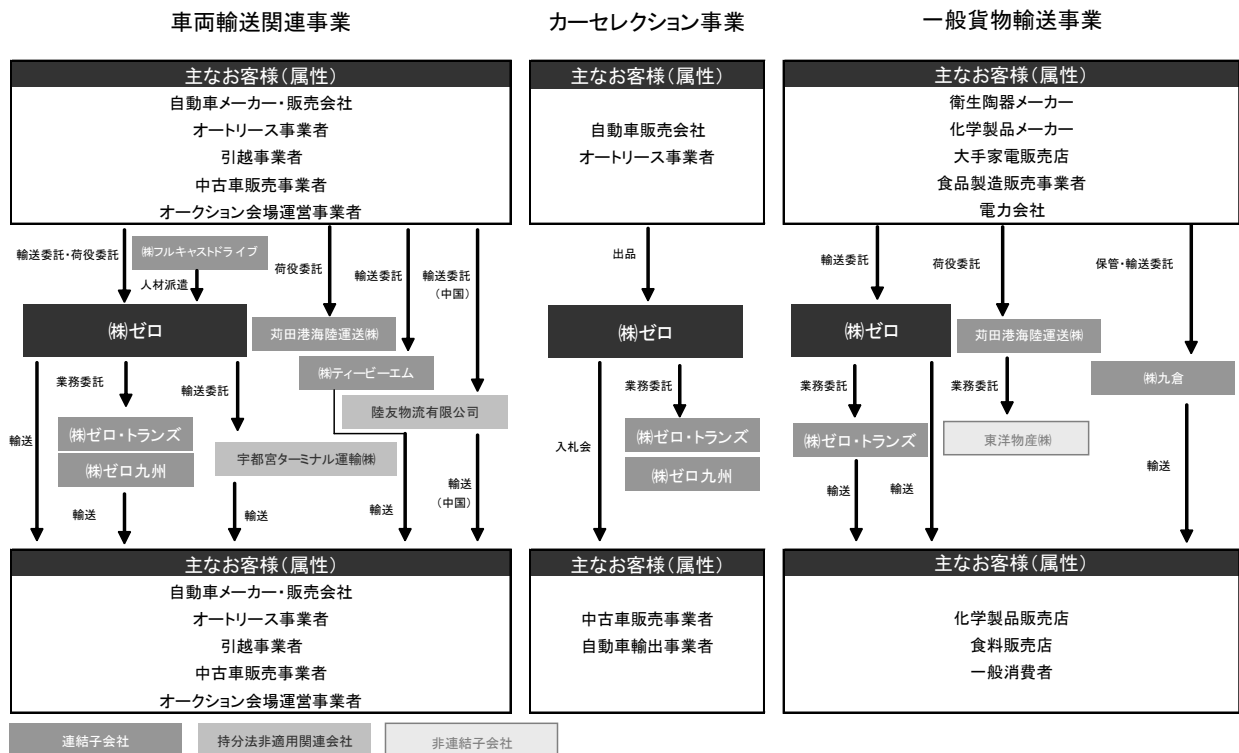 車両輸送関連事業
カーセレクション事業
一般貨物輸送事業
主なお客様(属性)
自動車メーカー・販売会社
オートリース事業者
引越事業者
中古車販売事業者
オークション会場運営事業者
主なお客様(属性)
自動車販売会社
オートリース事業者
主なお客様(属性)
衛生陶器メーカー
化学製品メーカー
大手家電販売店
食品製造販売事業者
電力会社
輸送委託・荷役委託
㈱フルキャストドライブ
人材派遣
荷役委託
輸送委託
輸送委託
(中国)
㈱ゼロ
苅田港海陸運送㈱
㈱ティービーエム
陸友物流有限公司
業務委託
輸送委託
輸送
㈱ゼロ・トランズ
㈱ゼロ九州
宇都宮ターミナル運輸㈱
輸送
輸送
輸送
輸送
(中国)
出品
㈱ゼロ
業務委託
入札会
㈱ゼロ・トランズ
㈱ゼロ九州
輸送委託
荷役委託
保管・輸送委託
㈱ゼロ
苅田港海陸運送㈱
㈱九倉
業務委託
業務委託
㈱ゼロ・トランズ
東洋物産㈱
輸送
輸送
輸送
主なお客様(属性)
自動車メーカー・販売会社
オートリース事業者
引越事業者
中古車販売事業者
オークション会場運営事業者
主なお客様(属性)
中古車販売事業者
自動車輸出事業者
主なお客様(属性)
化学製品販売店
食料販売店
一般消費者
連結子会社
持分法非適用関連会社
非連結子会社